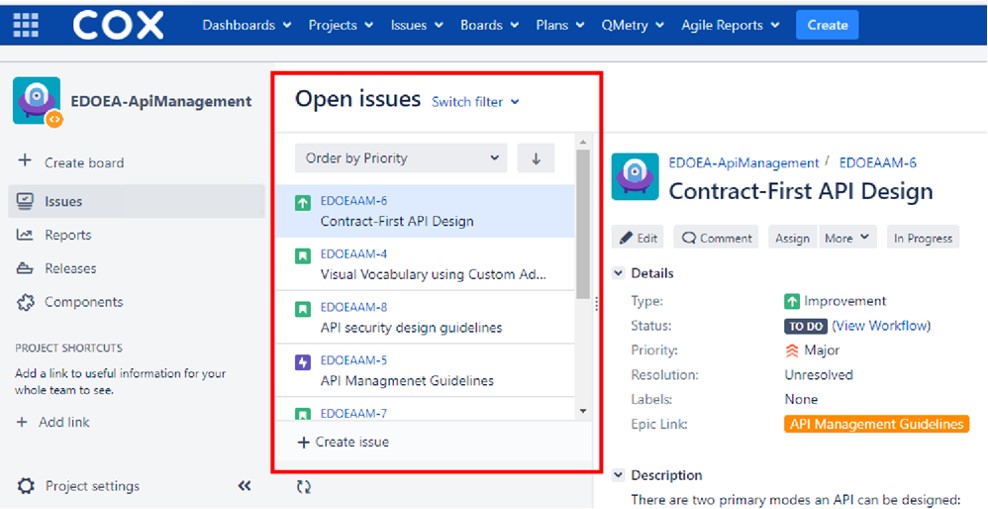 COX Dashboards Projects Issues Boards Plans QMetry Agile Reports Create
EDOEA-ApiManagement
Create board
Issues
Reports
Releases
Components
PROJECT SHORTCUTS
Add a link to useful information for your
whole team to see.
+ Add link
Project settings
Open issues Switch filter
Order by Priority
EDOEAAM-6
Contract-First API Design
EDOEAAM-4
Visual Vocabulary using Custom Ad...
EDOEAAM-8
API security design guidelines
EDOEAAM-5
API Managmenet Guidelines
EDOEAAM-7
+ Create issue
EDOEA-ApiManagement / EDOEAAM-6
Contract-First API Design
Edit Comment Assign More In Progress
Details
Type: Improvement
Status: TO DO (View Workflow)
Priority: Major
Resolution: Unresolved
Labels: None
Epic Link: API Management Guidelines
Description
There are two primary modes an API can be designed: